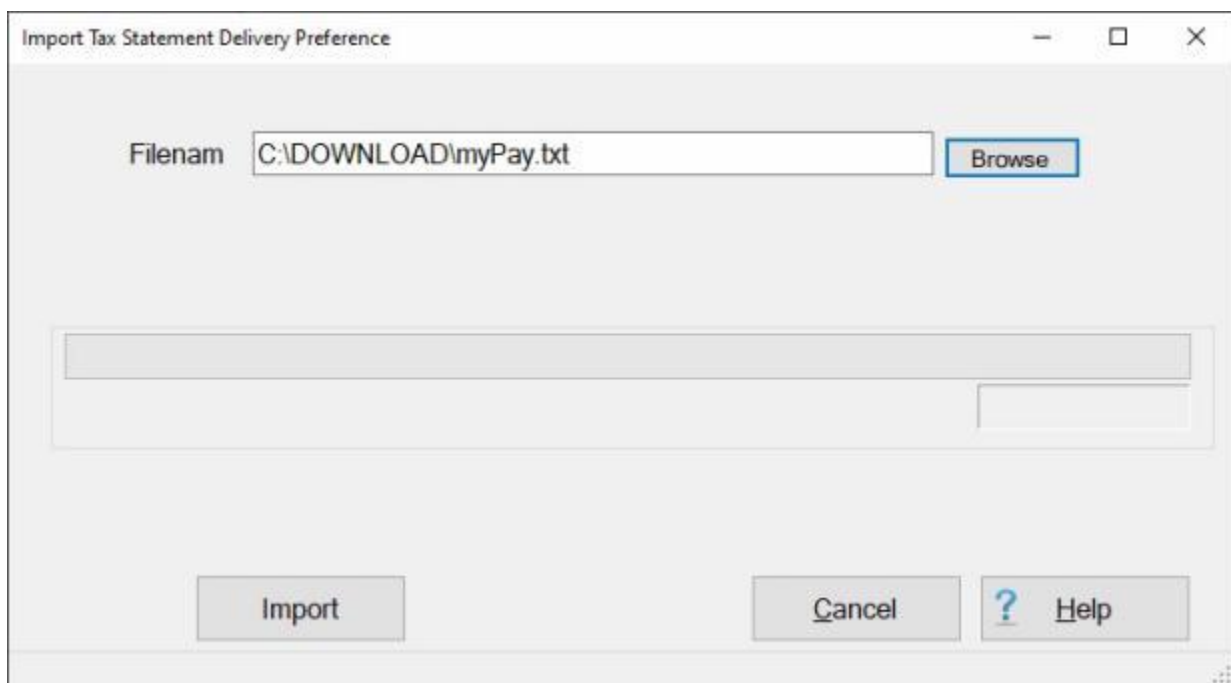 Import Tax Statement Delivery Preference
Filenam C:\DOWNLOAD\myPay.txt Browse
Import Cancel ? Help